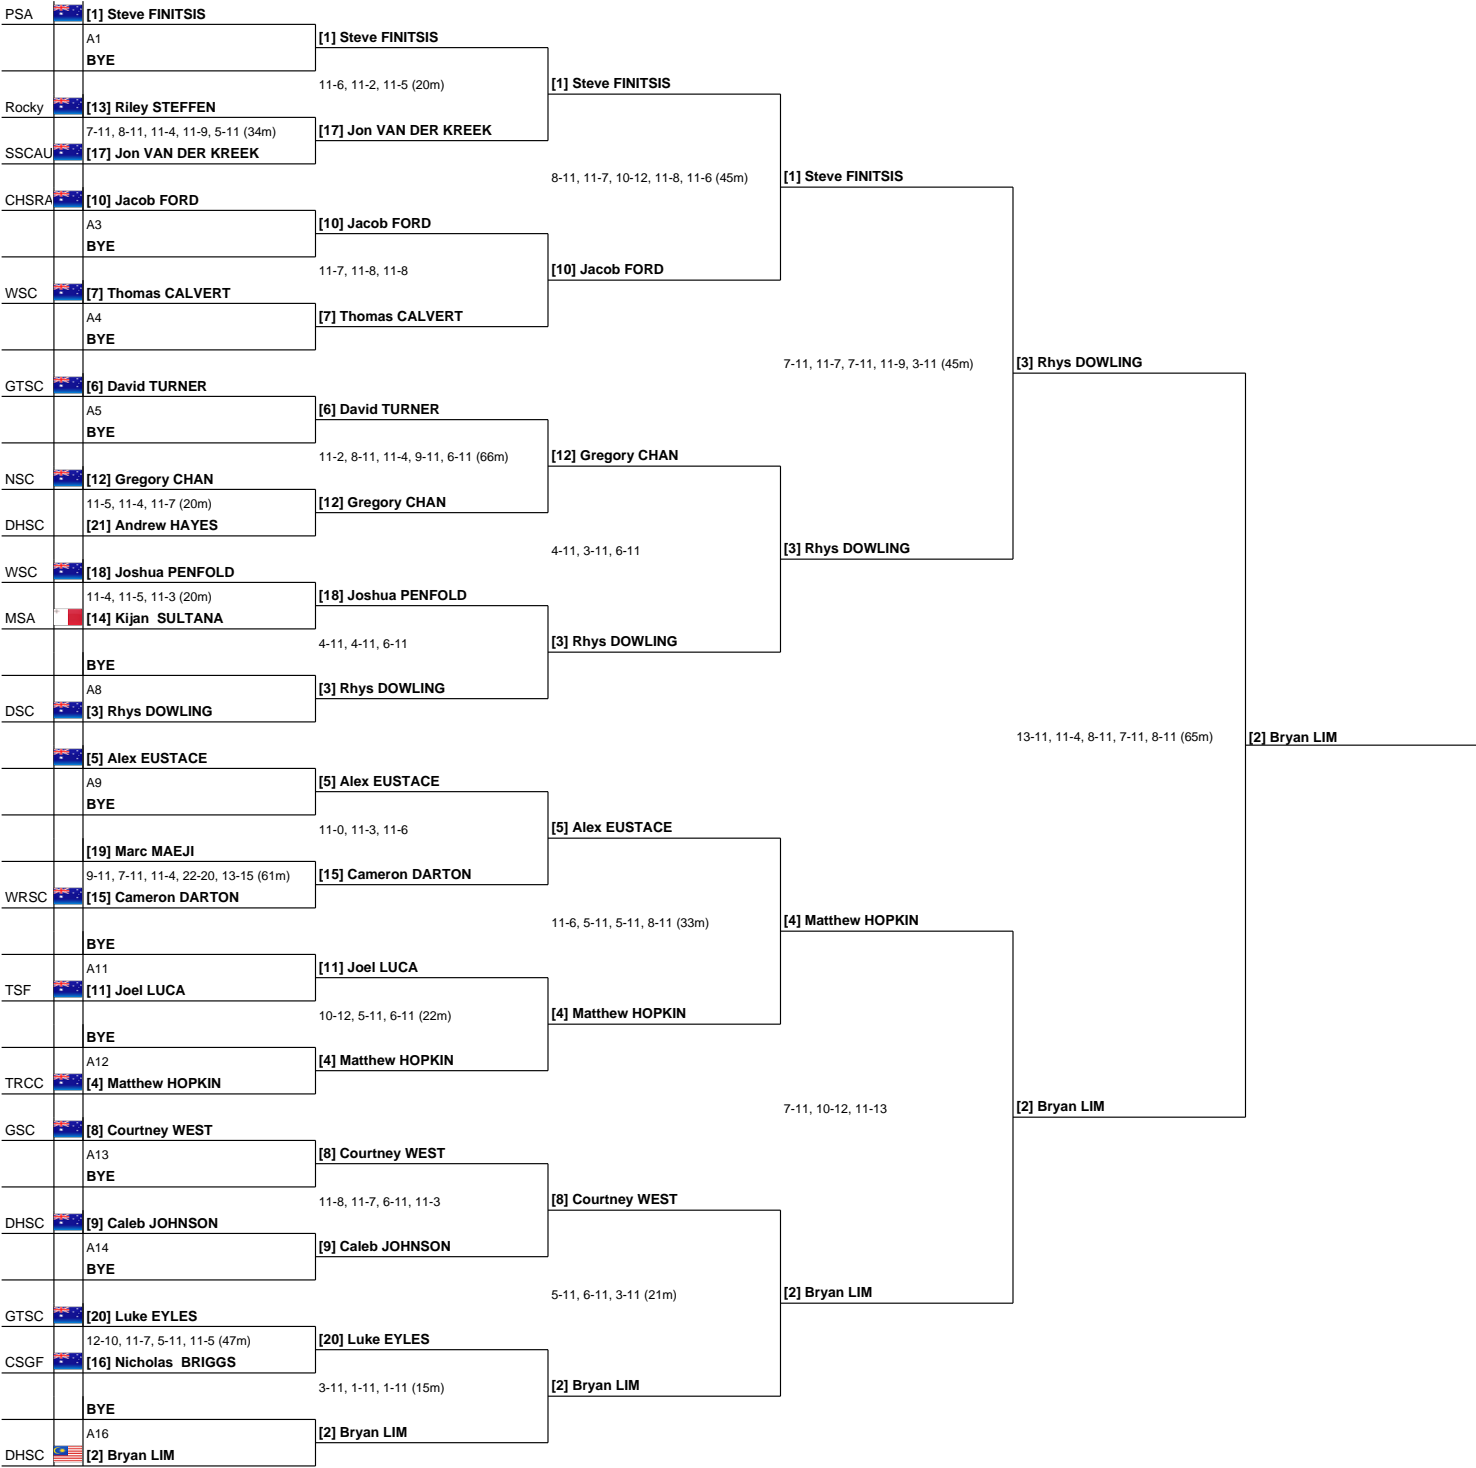 PSA [1] Steve FINITSIS
A1
BYE
Rocky [13] Riley STEFFEN
7-11, 8-11, 11-4, 11-9, 5-11 (34m)
SSCAU [17] Jon VAN DER KREEK
CHSRA [10] Jacob FORD
A3
BYE
WSC [7] Thomas CALVERT
A4
BYE
GTSC [6] David TURNER
A5
BYE
NSC [12] Gregory CHAN
11-5, 11-4, 11-7 (20m)
DHSC [21] Andrew HAYES
WSC [18] Joshua PENFOLD
11-4, 11-5, 11-3 (20m)
MSA [14] Kijan  SULTANA
BYE
A8
DSC [3] Rhys DOWLING
[5] Alex EUSTACE
A9
BYE
[19] Marc MAEJI
9-11, 7-11, 11-4, 22-20, 13-15 (61m)
WRSC [15] Cameron DARTON
BYE
A11
TSF [11] Joel LUCA
BYE
A12
TRCC [4] Matthew HOPKIN
GSC [8] Courtney WEST
A13
BYE
DHSC [9] Caleb JOHNSON
A14
BYE
GTSC [20] Luke EYLES
12-10, 11-7, 5-11, 11-5 (47m)
CSGF [16] Nicholas  BRIGGS
BYE
A16
DHSC [2] Bryan LIM
[1] Steve FINITSIS
11-6, 11-2, 11-5 (20m)
[17] Jon VAN DER KREEK
[10] Jacob FORD
11-7, 11-8, 11-8
[7] Thomas CALVERT
[6] David TURNER
11-2, 8-11, 11-4, 9-11, 6-11 (66m)
[12] Gregory CHAN
[18] Joshua PENFOLD
4-11, 4-11, 6-11
[3] Rhys DOWLING
[5] Alex EUSTACE
11-0, 11-3, 11-6
[15] Cameron DARTON
[11] Joel LUCA
10-12, 5-11, 6-11 (22m)
[4] Matthew HOPKIN
[8] Courtney WEST
11-8, 11-7, 6-11, 11-3
[9] Caleb JOHNSON
[20] Luke EYLES
3-11, 1-11, 1-11 (15m)
[2] Bryan LIM
[1] Steve FINITSIS
8-11, 11-7, 10-12, 11-8, 11-6 (45m)
[10] Jacob FORD
[12] Gregory CHAN
4-11, 3-11, 6-11
[3] Rhys DOWLING
[5] Alex EUSTACE
11-6, 5-11, 5-11, 8-11 (33m)
[4] Matthew HOPKIN
[8] Courtney WEST
5-11, 6-11, 3-11 (21m)
[2] Bryan LIM
[1] Steve FINITSIS
7-11, 11-7, 7-11, 11-9, 3-11 (45m)
[3] Rhys DOWLING
[4] Matthew HOPKIN
7-11, 10-12, 11-13
[2] Bryan LIM
[3] Rhys DOWLING
13-11, 11-4, 8-11, 7-11, 8-11 (65m)
[2] Bryan LIM
[2] Bryan LIM